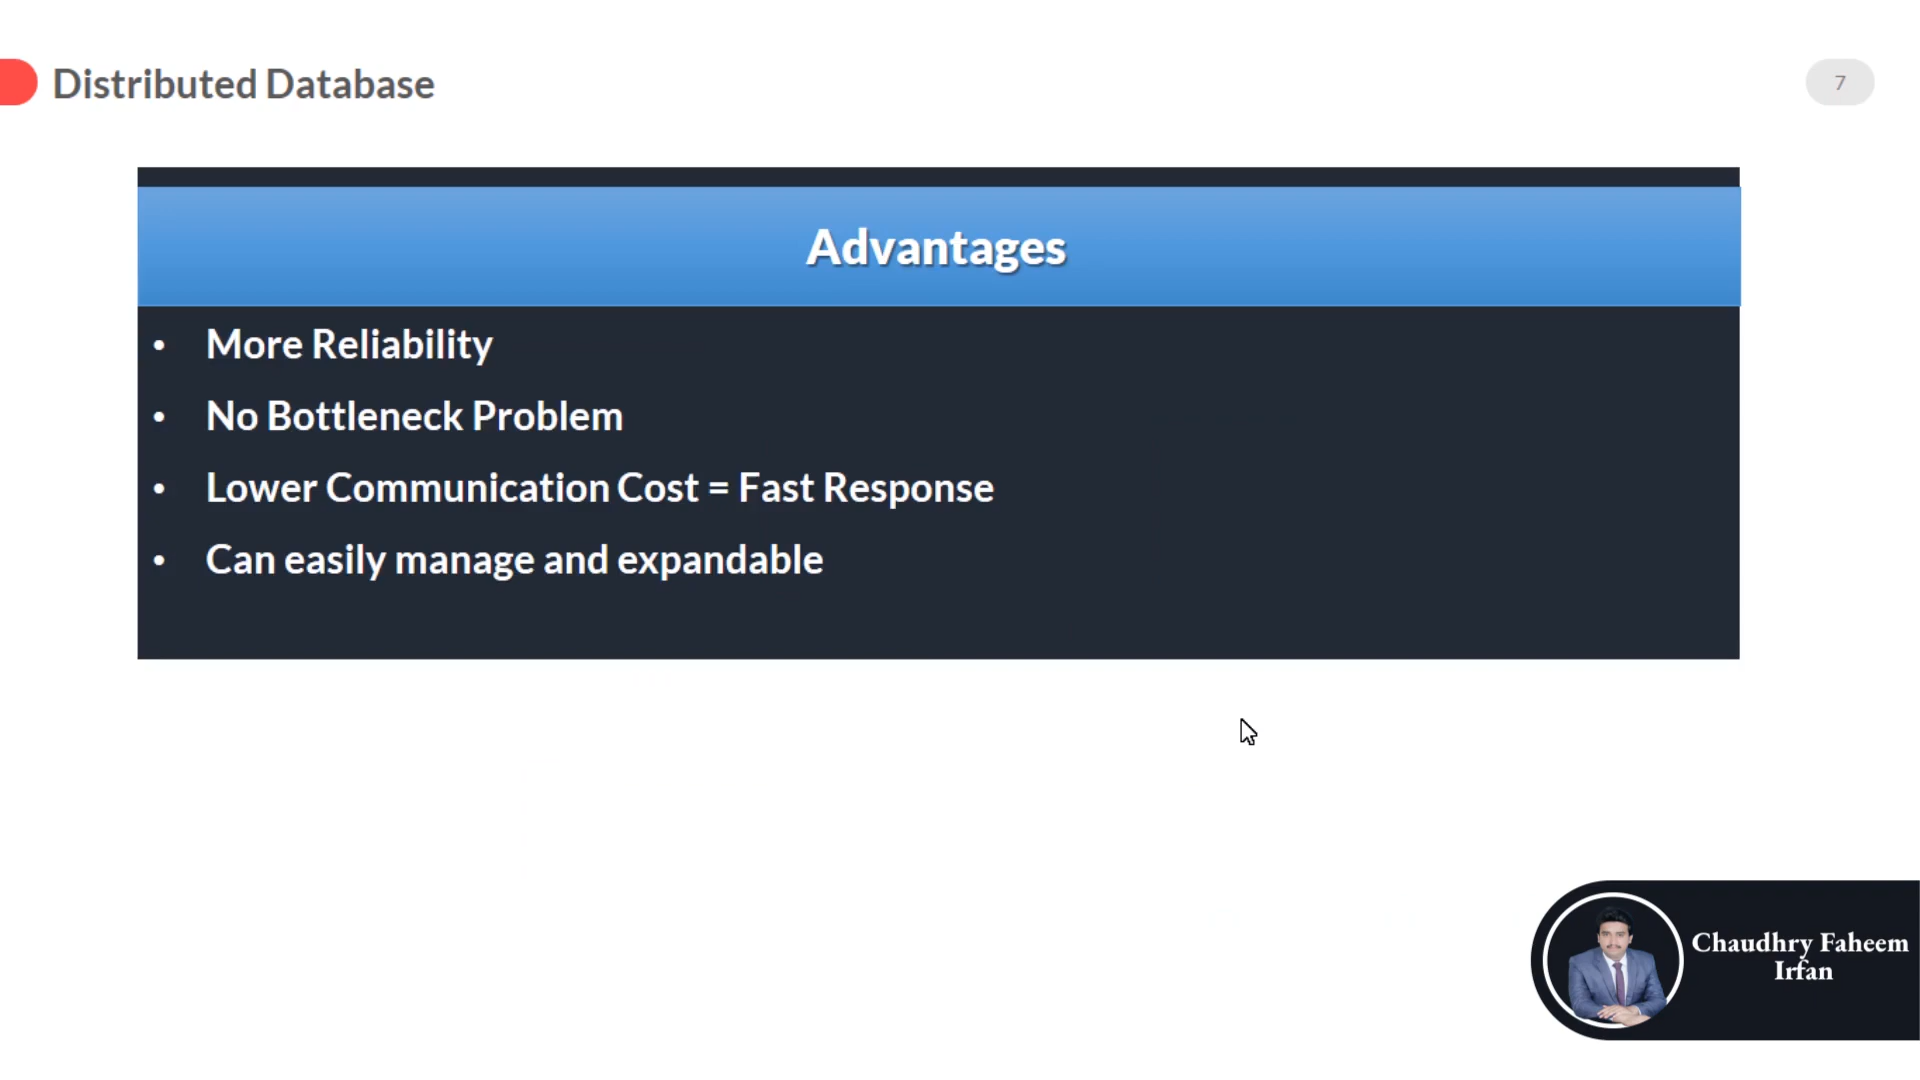 Distributed Database
7
Advantages
• More Reliability
• No Bottleneck Problem
• Lower Communication Cost = Fast Response
• Can easily manage and expandable
Chaudhry Faheem
Irfan